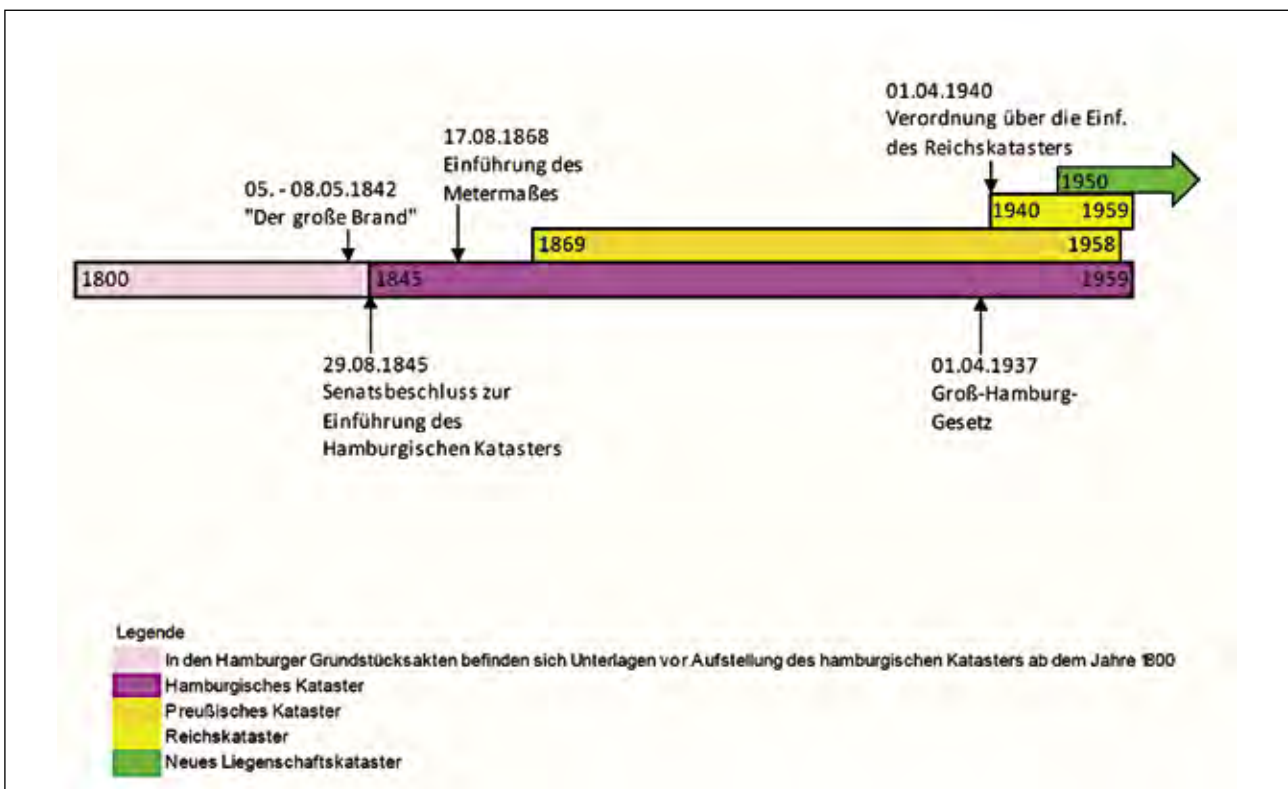 01.04.1940
Verordnung über die Einf.
des Reichskatasters
17.08.1868
Einführung des
Metermaßes
05. - 08.05.1842
"Der große Brand"
1950
1940 1959
1869 1958
1800 1845 1959
29.08.1845
Senatsbeschluss zur
Einführung des
Hamburgischen Katasters
01.04.1937
Groß-Hamburg-
Gesetz
Legende
In den Hamburger Grundstücksakten befinden sich Unterlagen vor Aufstellung des hamburgischen Katasters ab dem Jahre 1800
Hamburgisches Kataster
Preußisches Kataster
Reichskataster
Neues Liegenschaftskataster